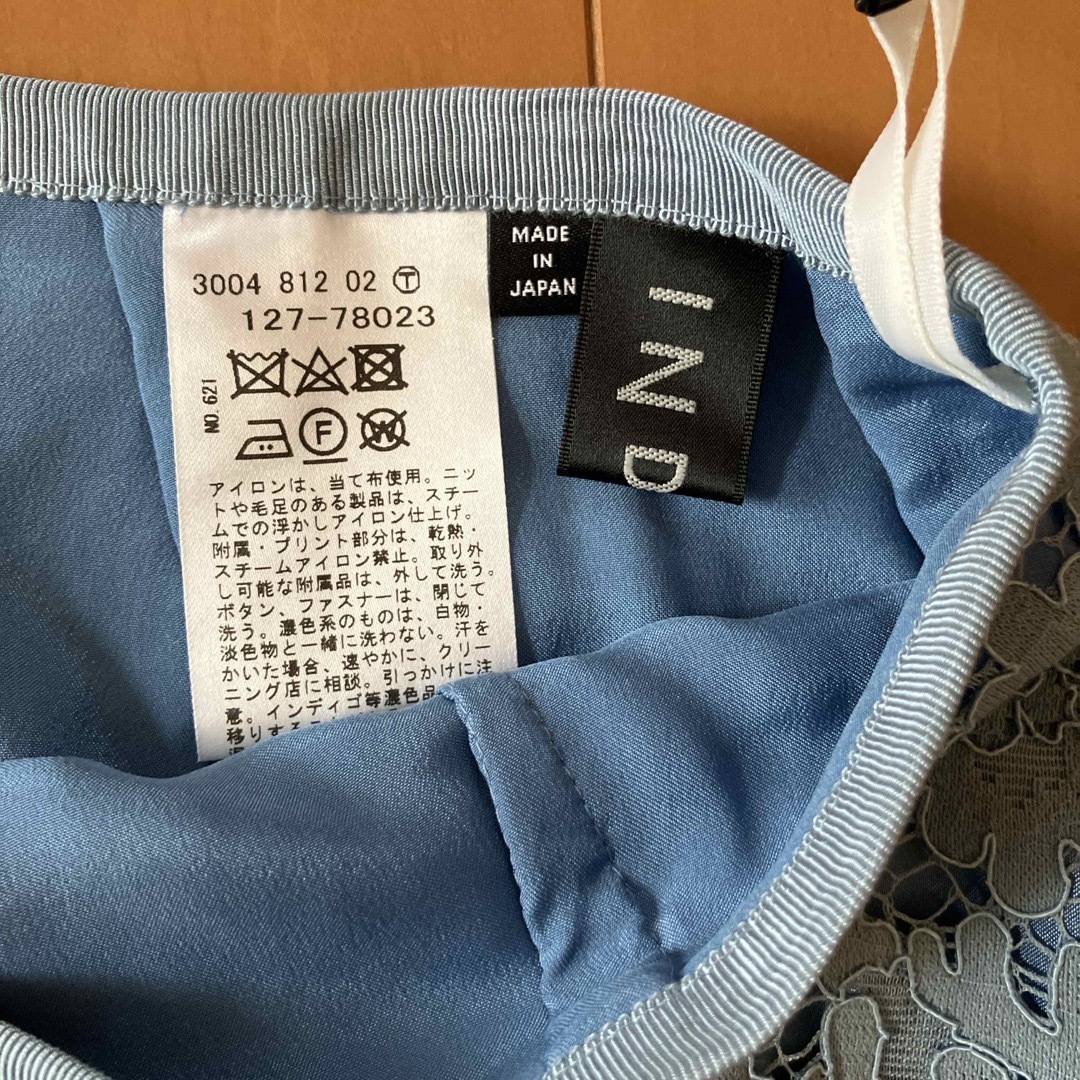 3004 812 02 Ⓣ
127-78023
NO.621
F
W
アイロンは、当て布使用。ニッ
トや毛足のある製品は、スチー
ムでの浮かしアイロン仕上げ。
附属・プリント部分は、乾熱・
スチームアイロン禁止。取り外
し可能な附属品は、外して洗う。
ボタン、ファスナーは、閉じて
洗う。濃色系のものは、白物・
淡色物と一緒に洗わない。汗を
かいた場合、速やかに、クリー
ニング店に相談。引っかけに注
意。インディゴ等濃色品
移りする
MADE
IN
JAPAN
IND